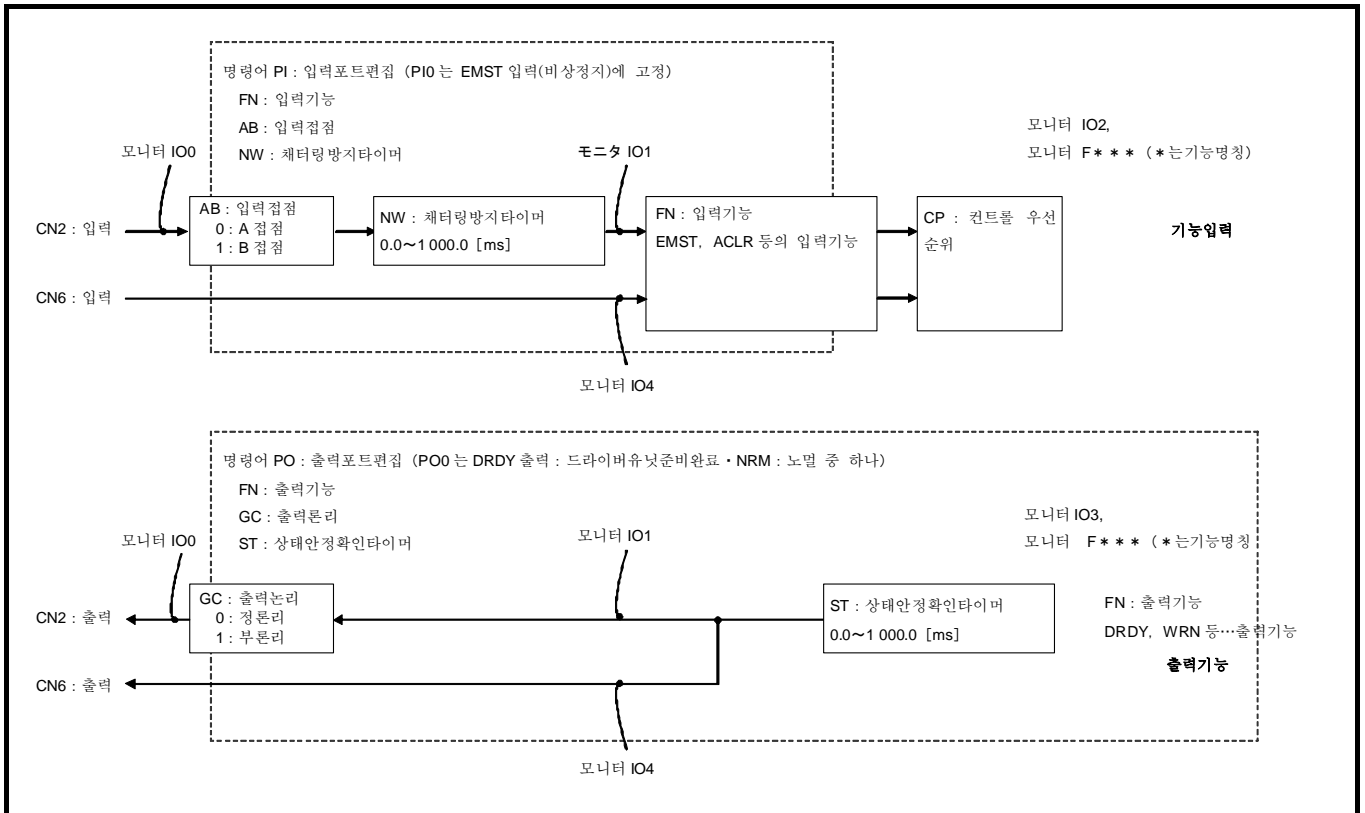 명령어 PI : 입력포트편집 (PI0 는 EMST 입력(비상정지)에 고정)
FN : 입력기능
AB : 입력접점
NW : 채터링방지타이머
모니터 IO0
モニタ IO1
모니터 IO2,
모니터 F＊＊＊ (＊는기능명칭)
CN2 : 입력
AB : 입력접점
0 : A 접점
1 : B 접점
NW : 채터링방지타이머
0.0～1 000.0 [ms]
FN : 입력기능
EMST, ACLR 등의 입력기능
CP : 컨트롤 우선
순위
기능입력
CN6 : 입력
모니터 IO4
명령어 PO : 출력포트편집 (PO0 는 DRDY 출력 : 드라이버유닛준비완료・NRM : 노멀 중 하나)
FN : 출력기능
GC : 출력론리
ST : 상태안정확인타이머
모니터 IO0
모니터 IO1
모니터 IO3,
모니터 F＊＊＊ (＊는기능명칭
CN2 : 출력
GC : 출력논리
0 : 정론리
1 : 부론리
ST : 상태안정확인타이머
0.0～1 000.0 [ms]
FN : 출력기능
DRDY, WRN 등…출력기능
출력기능
CN6 : 출력
모니터 IO4